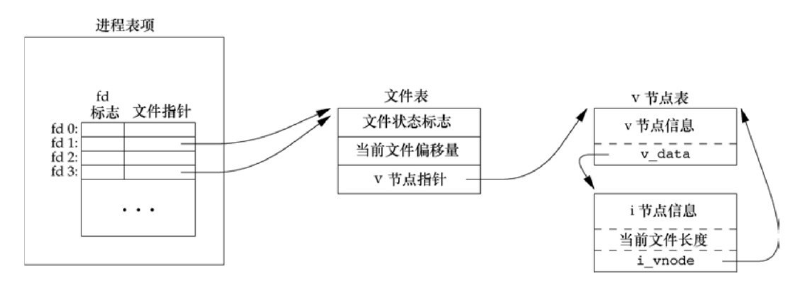 进程表项
fd
标志 文件指针
fd 0:
fd 1:
fd 2:
fd 3:
...
文件表
文件状态标志
当前文件偏移量
v 节点指针
v 节点表
v 节点信息
v_data
i 节点信息
当前文件长度
i_vnode